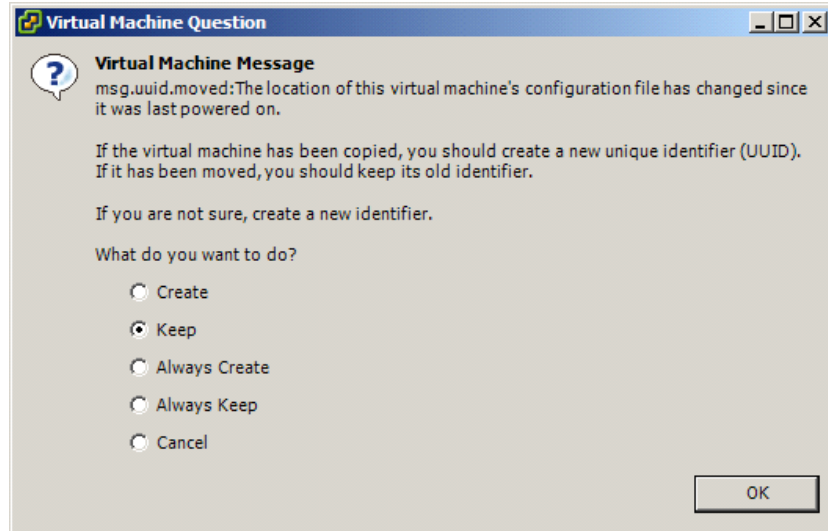 Virtual Machine Question
Virtual Machine Message
msg.uuid.moved:The location of this virtual machine's configuration file has changed since
it was last powered on.
If the virtual machine has been copied, you should create a new unique identifier (UUID).
If it has been moved, you should keep its old identifier.
If you are not sure, create a new identifier.
What do you want to do?
Create
Keep
Always Create
Always Keep
Cancel
OK